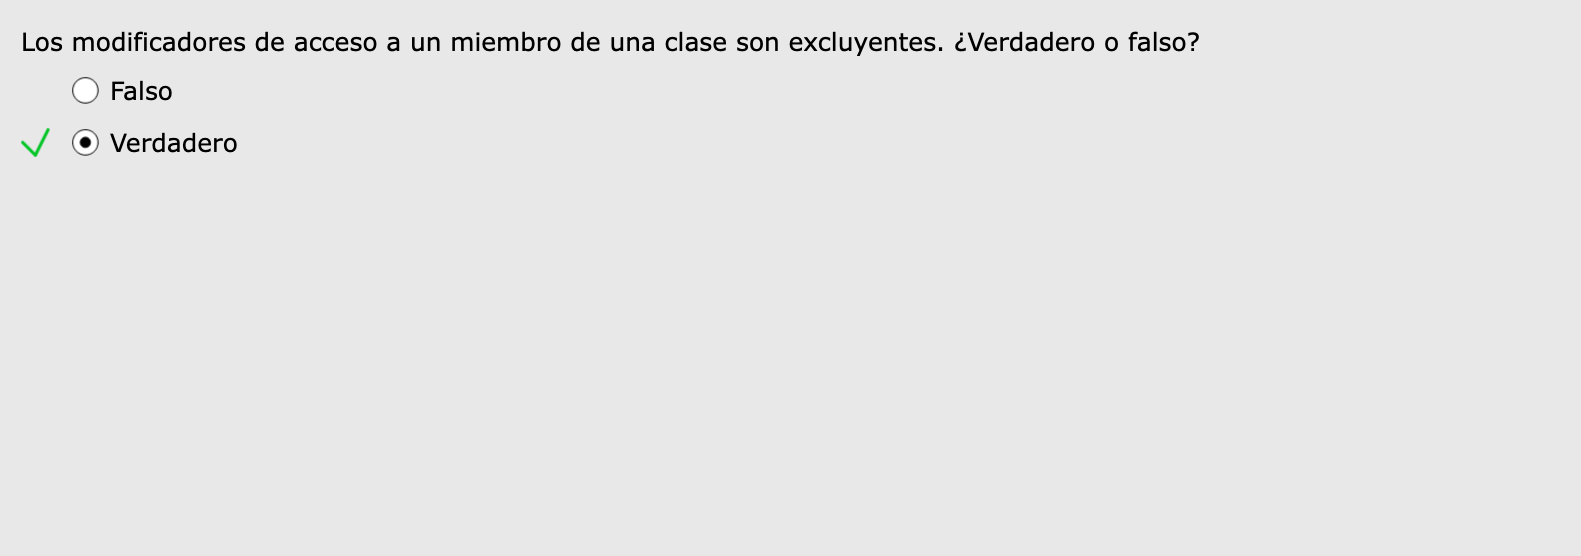 Los modificadores de acceso a un miembro de una clase son excluyentes. ¿Verdadero o falso?
Falso
Verdadero